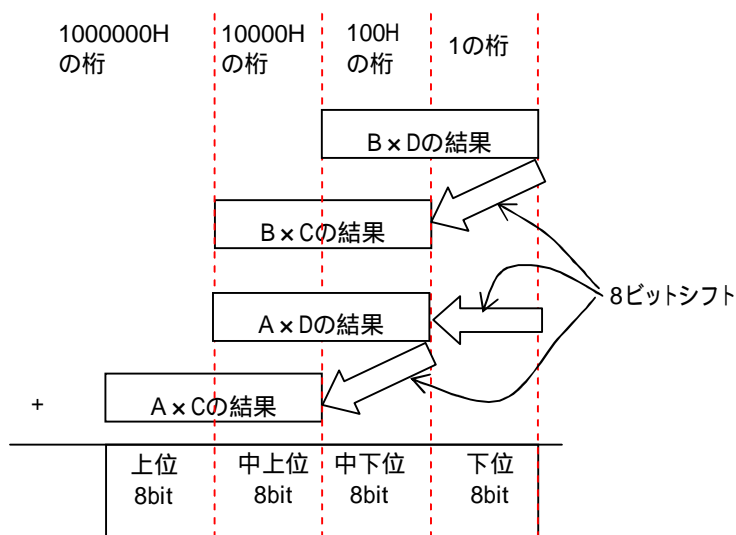 1000000H
の桁
10000H
の桁
100H
の桁
1の桁
B×Dの結果
B×Cの結果
A×Dの結果
8ビットシフト
A×Cの結果
+
上位
8bit
中上位
8bit
中下位
8bit
下位
8bit